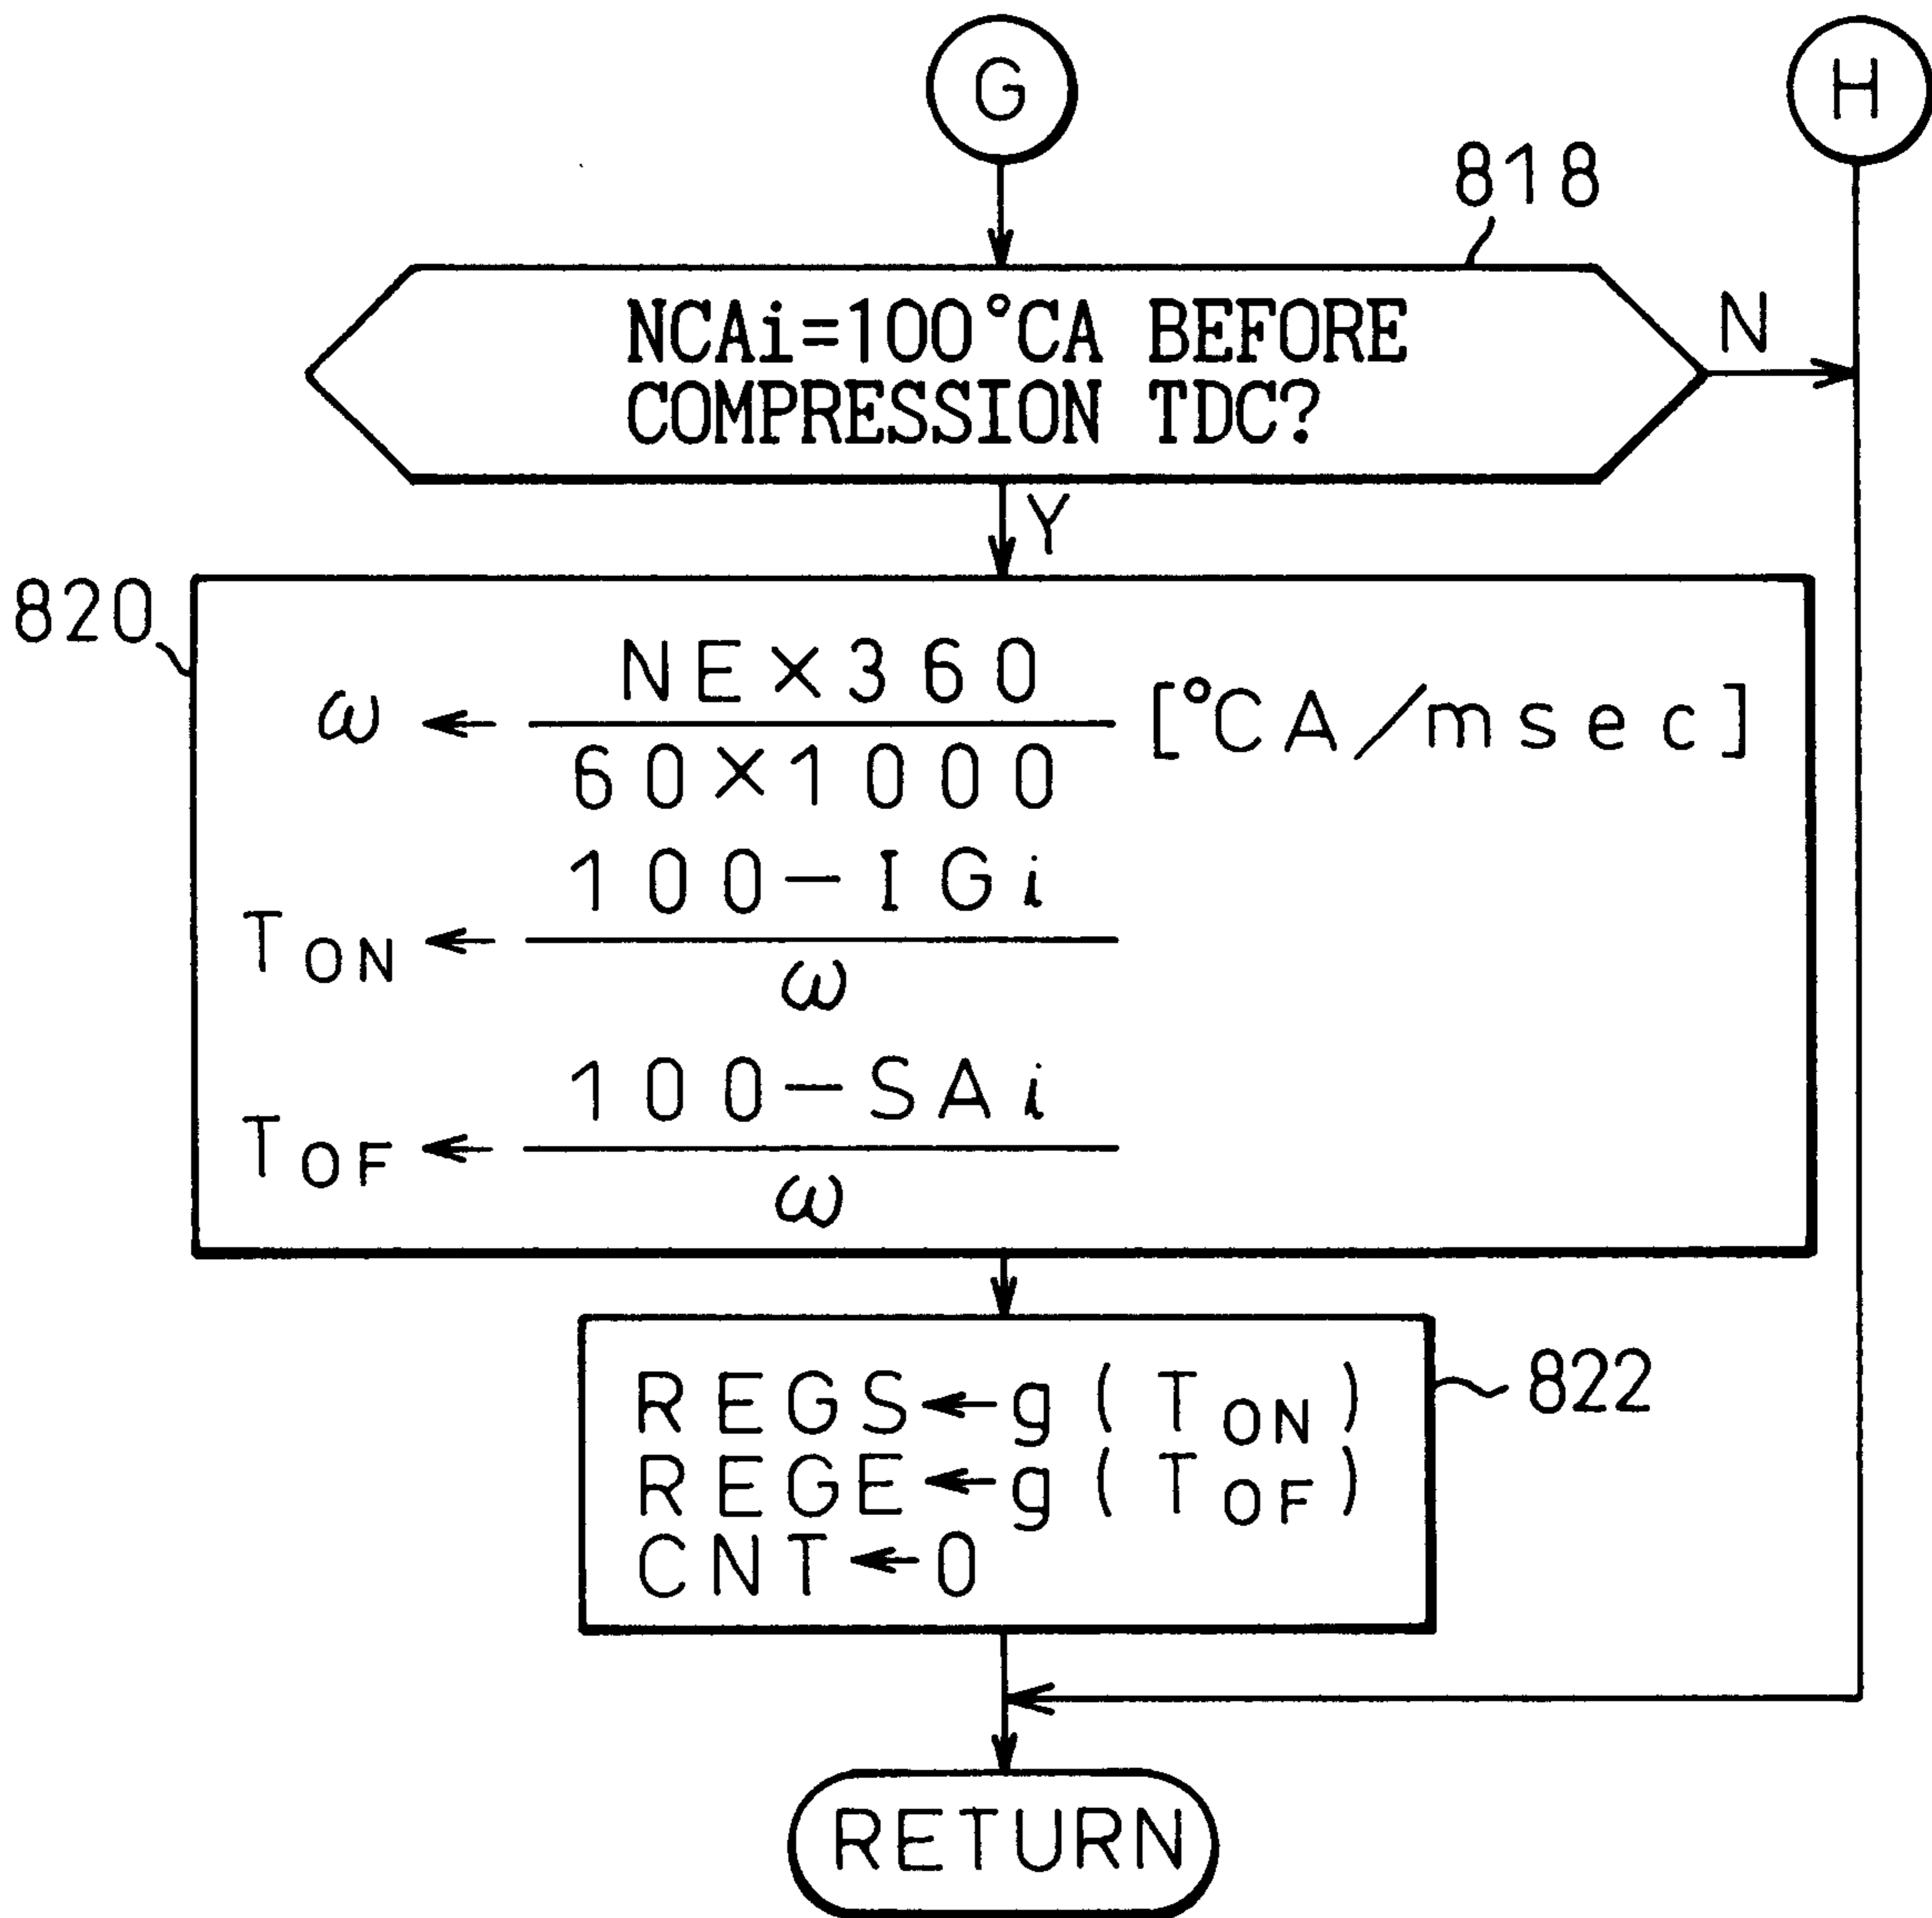 G
H
818
NCAi=100°CA BEFORE
COMPRESSION TDC?
N
Y
820
ω ← NE×360 / 60×1000 [°CA/msec]
TON ← 100−IGi / ω
TOF ← 100−SAi / ω
REGS←g(TON)
822
REGE←g(TOF)
CNT←0
RETURN